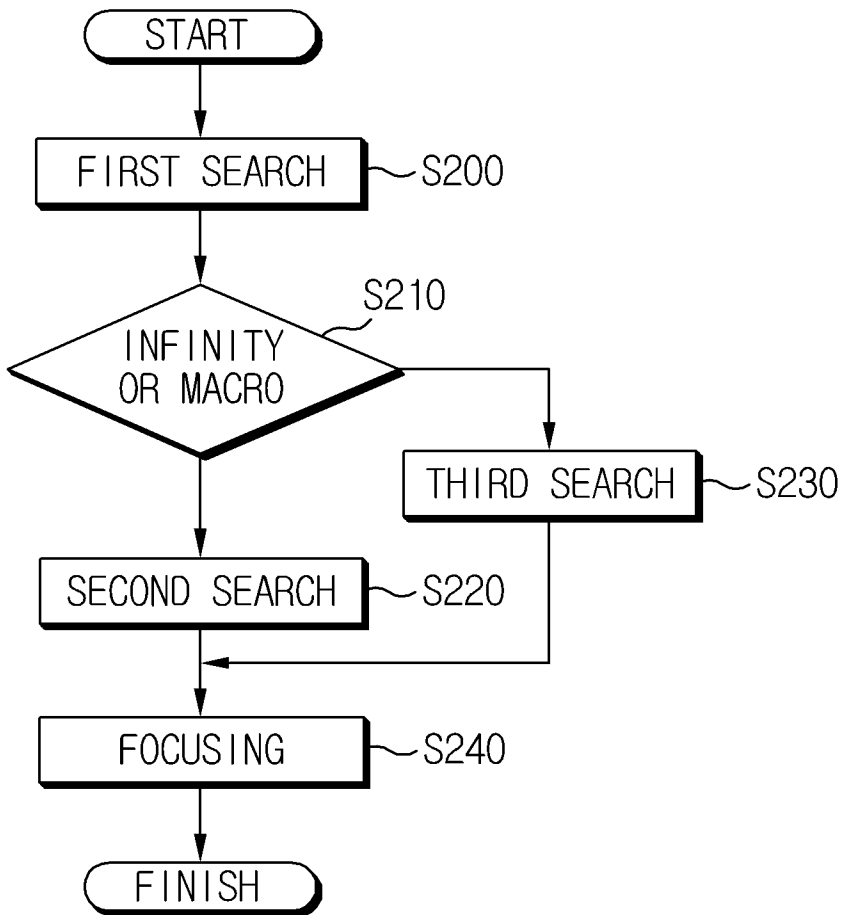 START
FIRST SEARCH
S200
S210
INFINITY
OR MACRO
THIRD SEARCH
S230
SECOND SEARCH
S220
FOCUSING
S240
FINISH